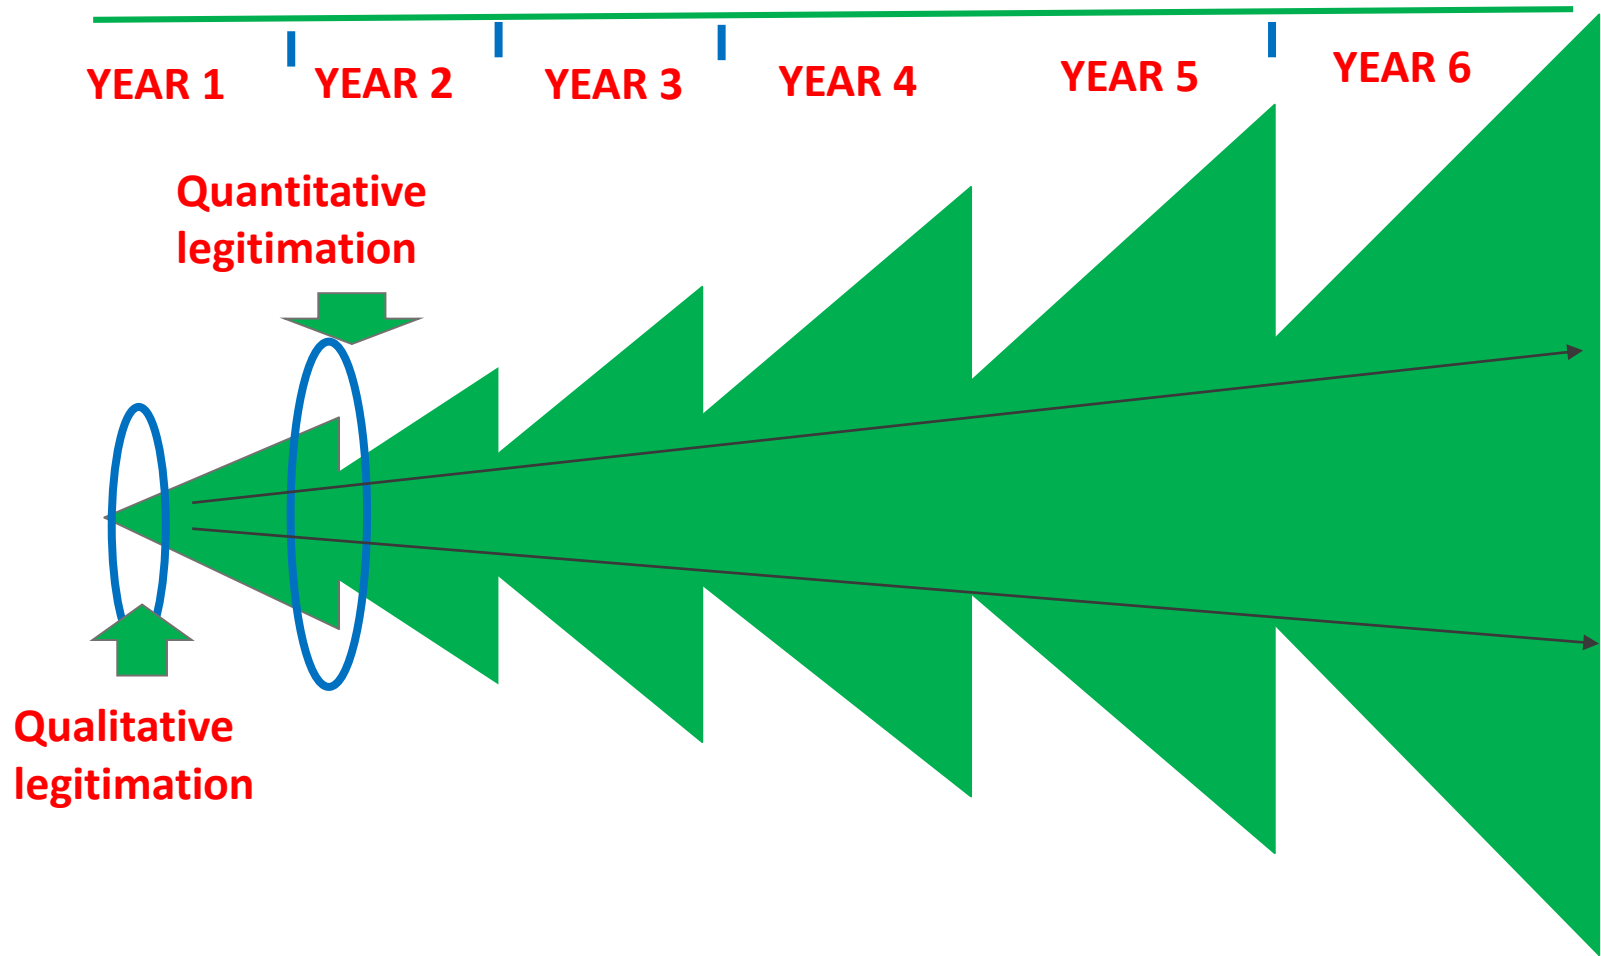 YEAR 1 YEAR 2 YEAR 3 YEAR 4 YEAR 5 YEAR 6
Quantitative
legitimation
Qualitative
legitimation